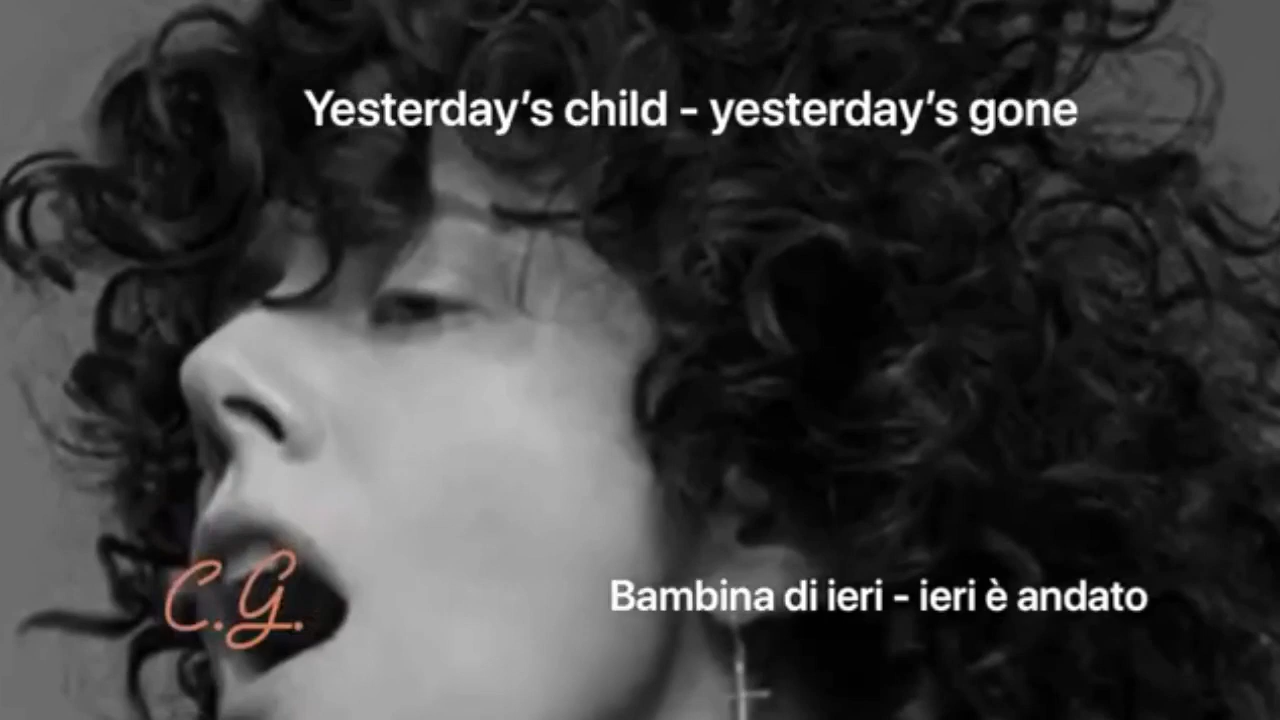 Yesterday’s child - yesterday’s gone
C.G.
Bambina di ieri - ieri è andato